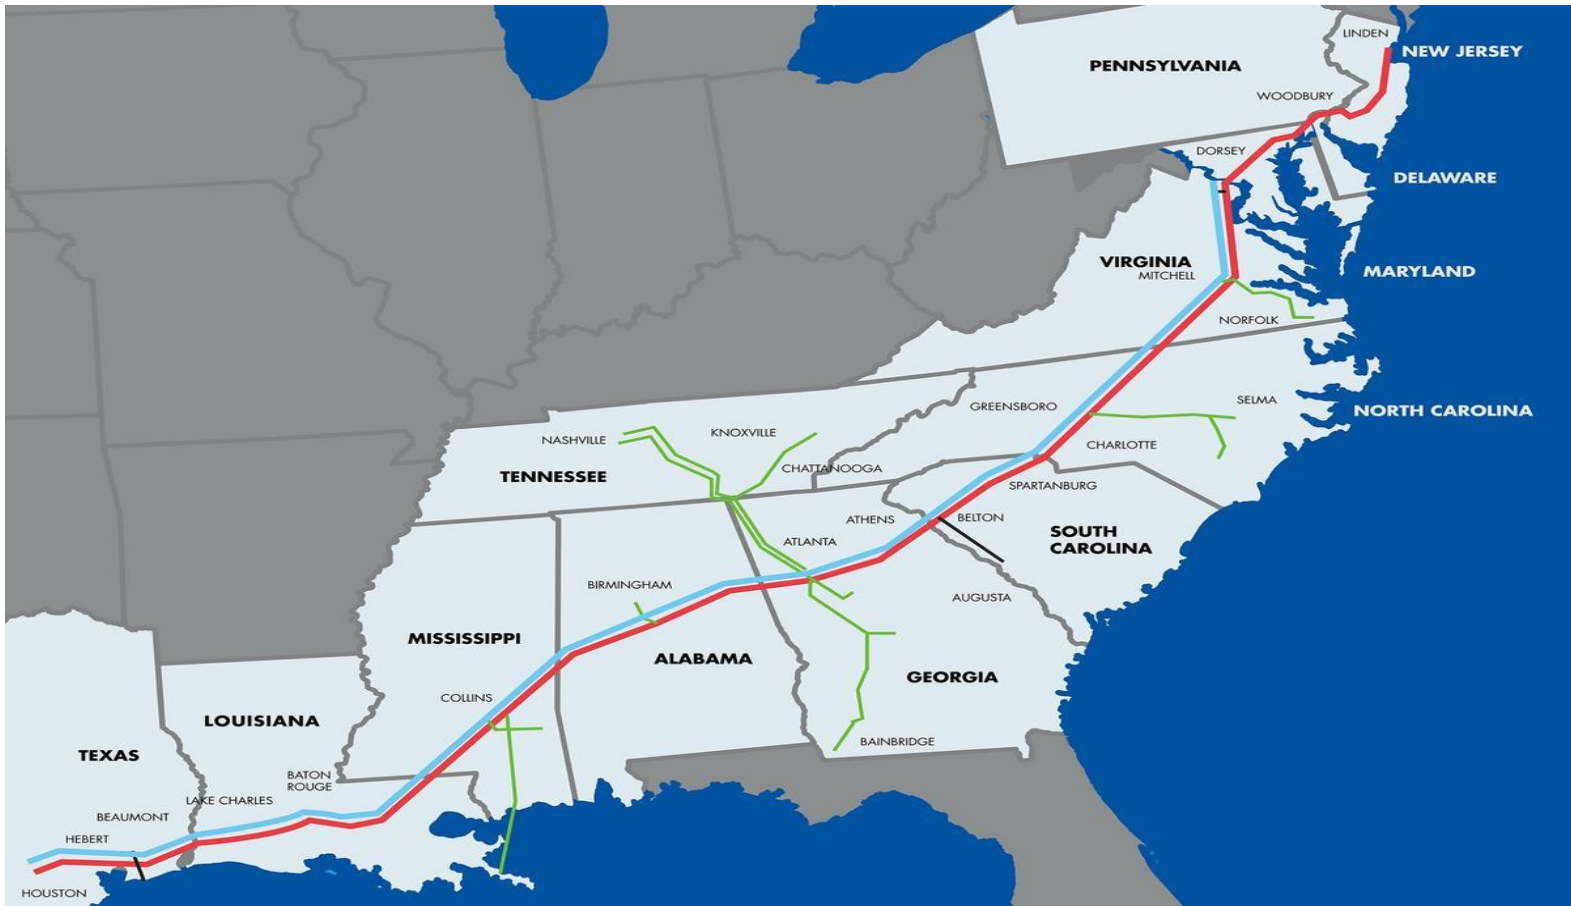 LINDEN
NEW JERSEY
PENNSYLVANIA
WOODBURY
DORSEY
DELAWARE
VIRGINIA
MITCHELL
MARYLAND
NORFOLK
SELMA
GREENSBORO
NORTH CAROLINA
NASHVILLE
KNOXVILLE
CHARLOTTE
CHATTANOOGA
TENNESSEE
SPARTANBURG
ATHENS
BELTON
ATLANTA
SOUTH
CAROLINA
BIRMINGHAM
AUGUSTA
MISSISSIPPI
ALABAMA
GEORGIA
COLLINS
LOUISIANA
BAINBRIDGE
TEXAS
BATON
ROUGE
LAKE CHARLES
BEAUMONT
HEBERT
HOUSTON